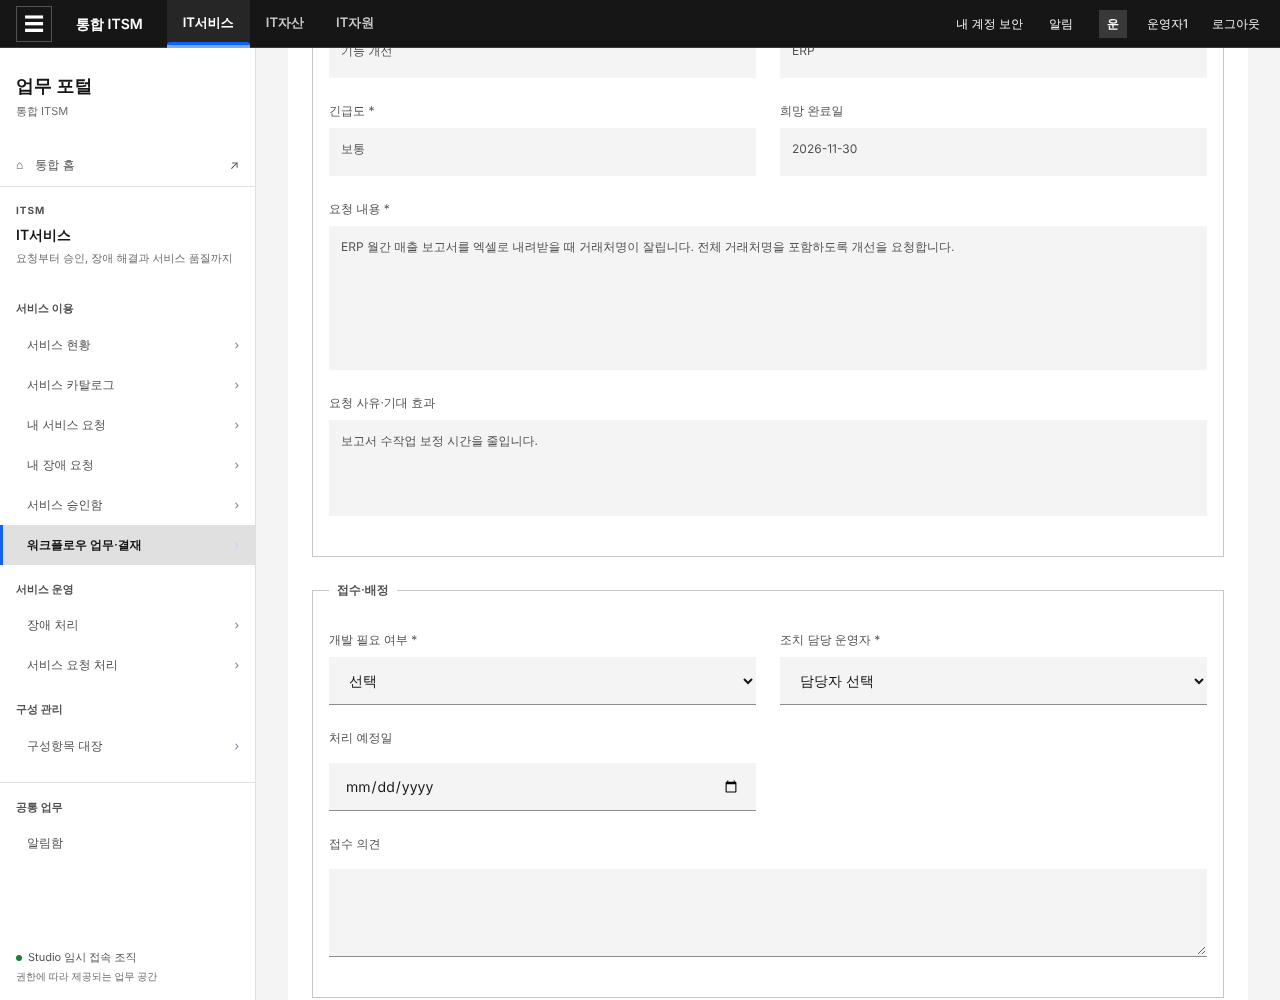 통합 ITSM
IT서비스
IT자산
IT자원
내 계정 보안
알림
운
운영자1
로그아웃
업무 포털
통합 ITSM
통합 홈
ITSM
IT서비스
요청부터 승인, 장애 해결과 서비스 품질까지
서비스 이용
서비스 현황
서비스 카탈로그
내 서비스 요청
내 장애 요청
서비스 승인함
워크플로우 업무·결재
서비스 운영
장애 처리
서비스 요청 처리
구성 관리
구성항목 대장
공통 업무
알림함
Studio 임시 접속 조직
권한에 따라 제공되는 업무 공간
기능 개선
ERP
긴급도 *
희망 완료일
보통
2026-11-30
요청 내용 *
ERP 월간 매출 보고서를 엑셀로 내려받을 때 거래처명이 잘립니다. 전체 거래처명을 포함하도록 개선을 요청합니다.
요청 사유·기대 효과
보고서 수작업 보정 시간을 줄입니다.
접수·배정
개발 필요 여부 *
조치 담당 운영자 *
선택
담당자 선택
처리 예정일
mm/dd/yyyy
접수 의견